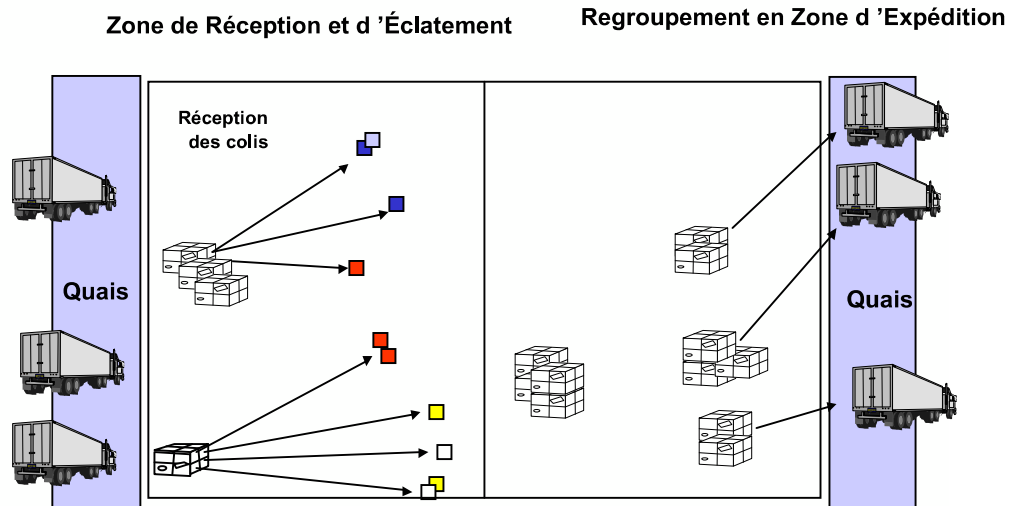 Zone de Réception et d ’Éclatement
Regroupement en Zone d ’Expédition
Réception
des colis
Quais
Quais